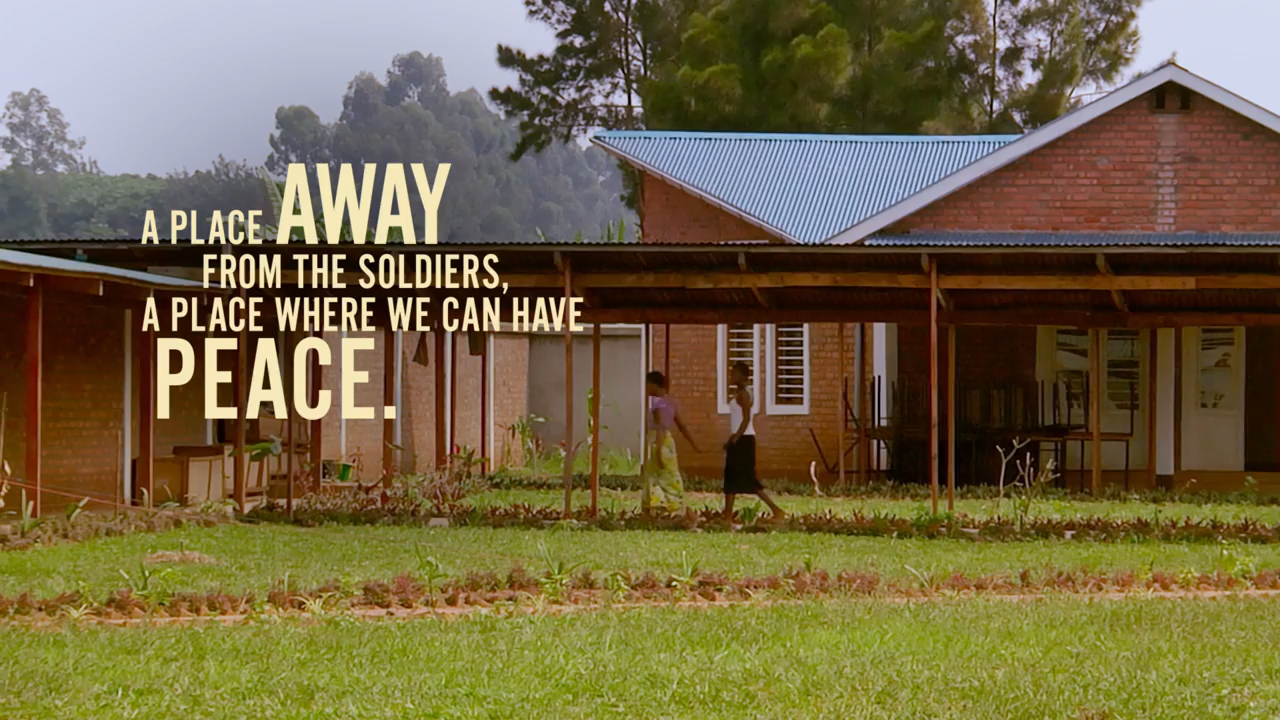 A PLACE AWAY
FROM THE SOLDIERS,
A PLACE WHERE WE CAN HAVE
PEACE.